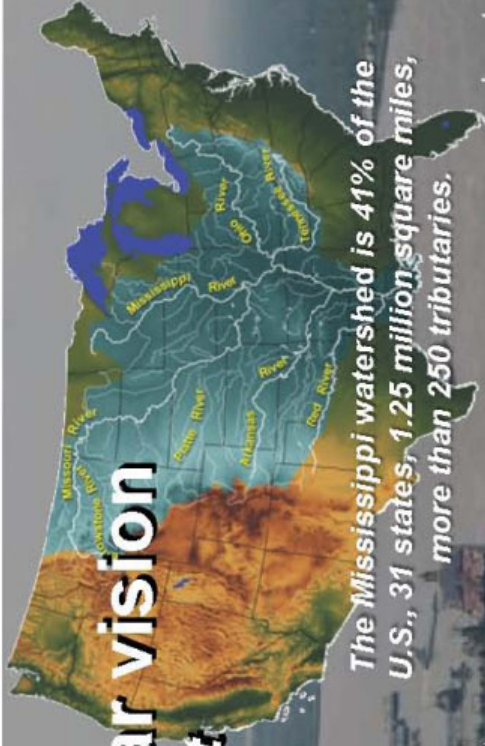 ar vision
t
Missouri River
Yellowstone
River
Platte River
Mississippi River
Ohio River
Tennessee River
Arkansas River
Red River
The Mississippi watershed is 41% of the
U.S., 31 states, 1.25 million square miles,
more than 250 tributaries.